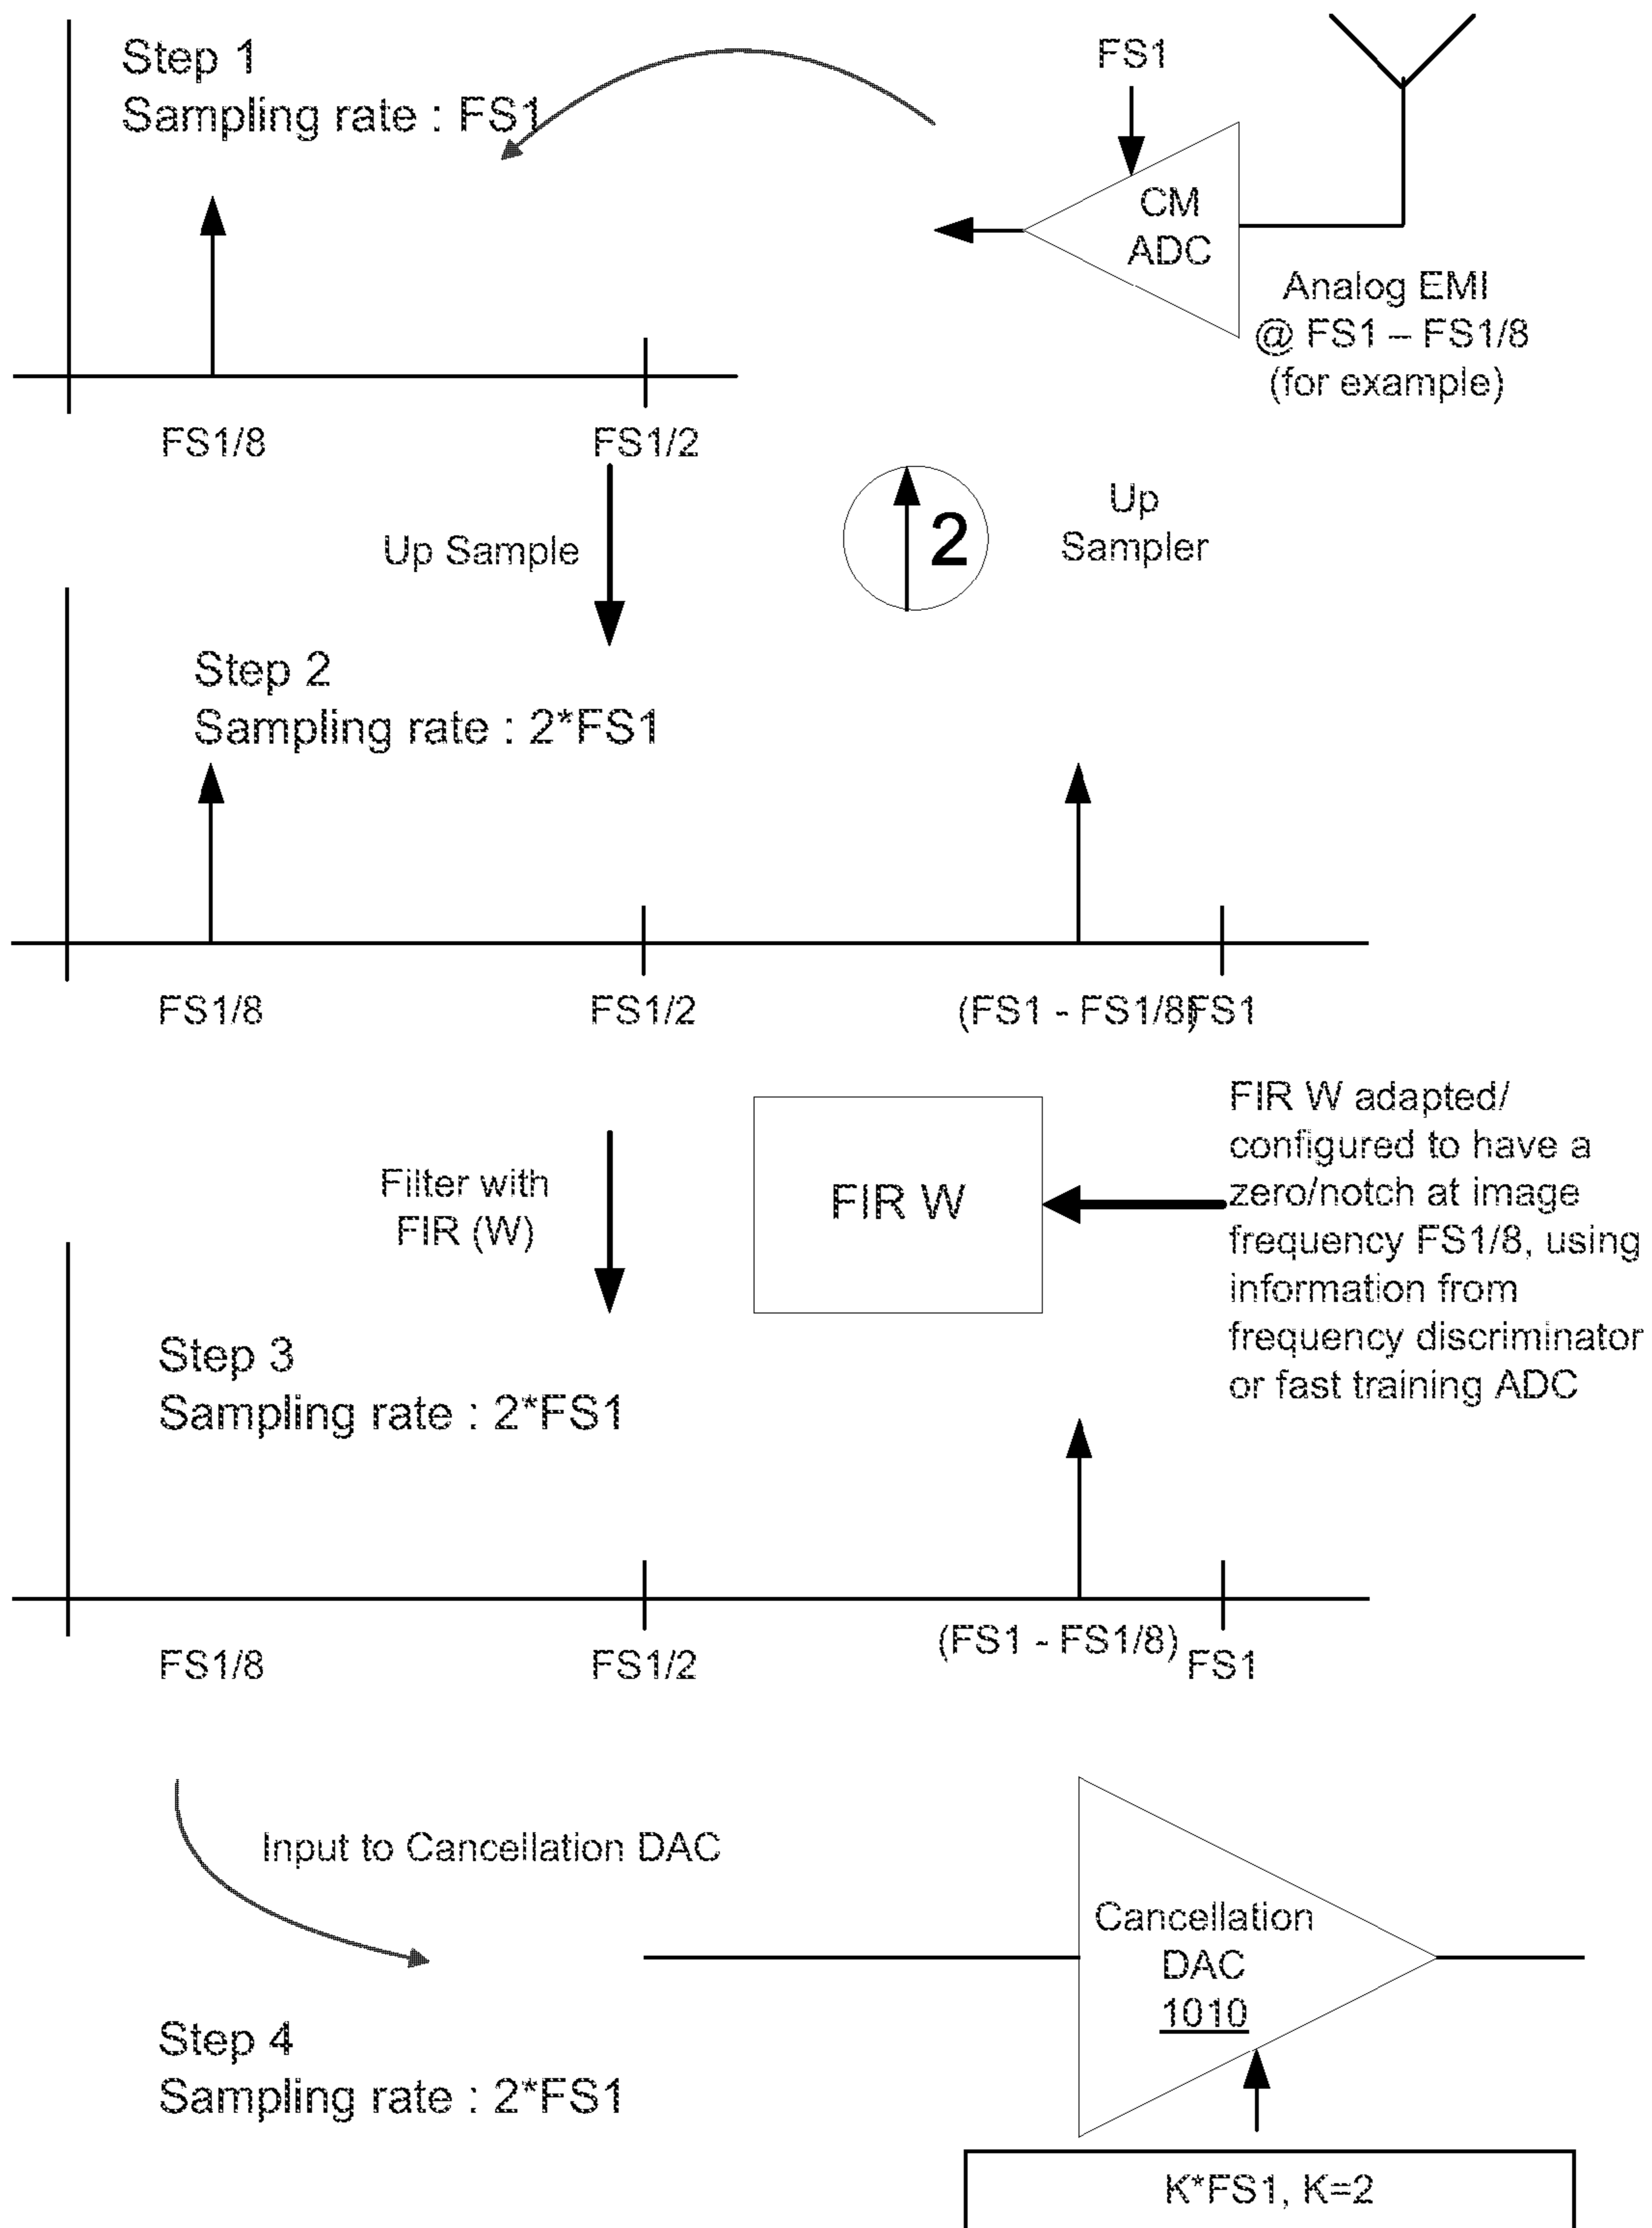 Step 1
Sampling rate : FS1
FS1
CM
ADC
Analog EMI
@ FS1 – FS1/8
(for example)
FS1/8
FS1/2
Up Sample
2
Up
Sampler
Step 2
Sampling rate : 2*FS1
FS1/8
FS1/2
(FS1 - FS1/8)
FS1
Filter with
FIR (W)
FIR W
FIR W adapted/
configured to have a
zero/notch at image
frequency FS1/8, using
information from
frequency discriminator
or fast training ADC
Step 3
Sampling rate : 2*FS1
FS1/8
FS1/2
(FS1 - FS1/8)
FS1
Input to Cancellation DAC
Cancellation
DAC
1010
Step 4
Sampling rate : 2*FS1
K*FS1, K=2